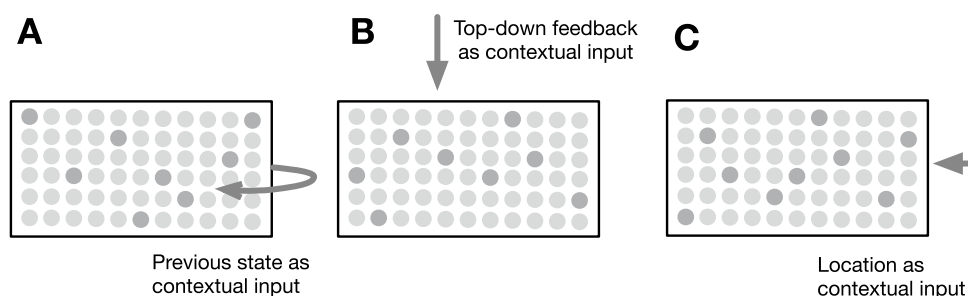 A
B
Top-down feedback
as contextual input
C
Previous state as
contextual input
Location as
contextual input